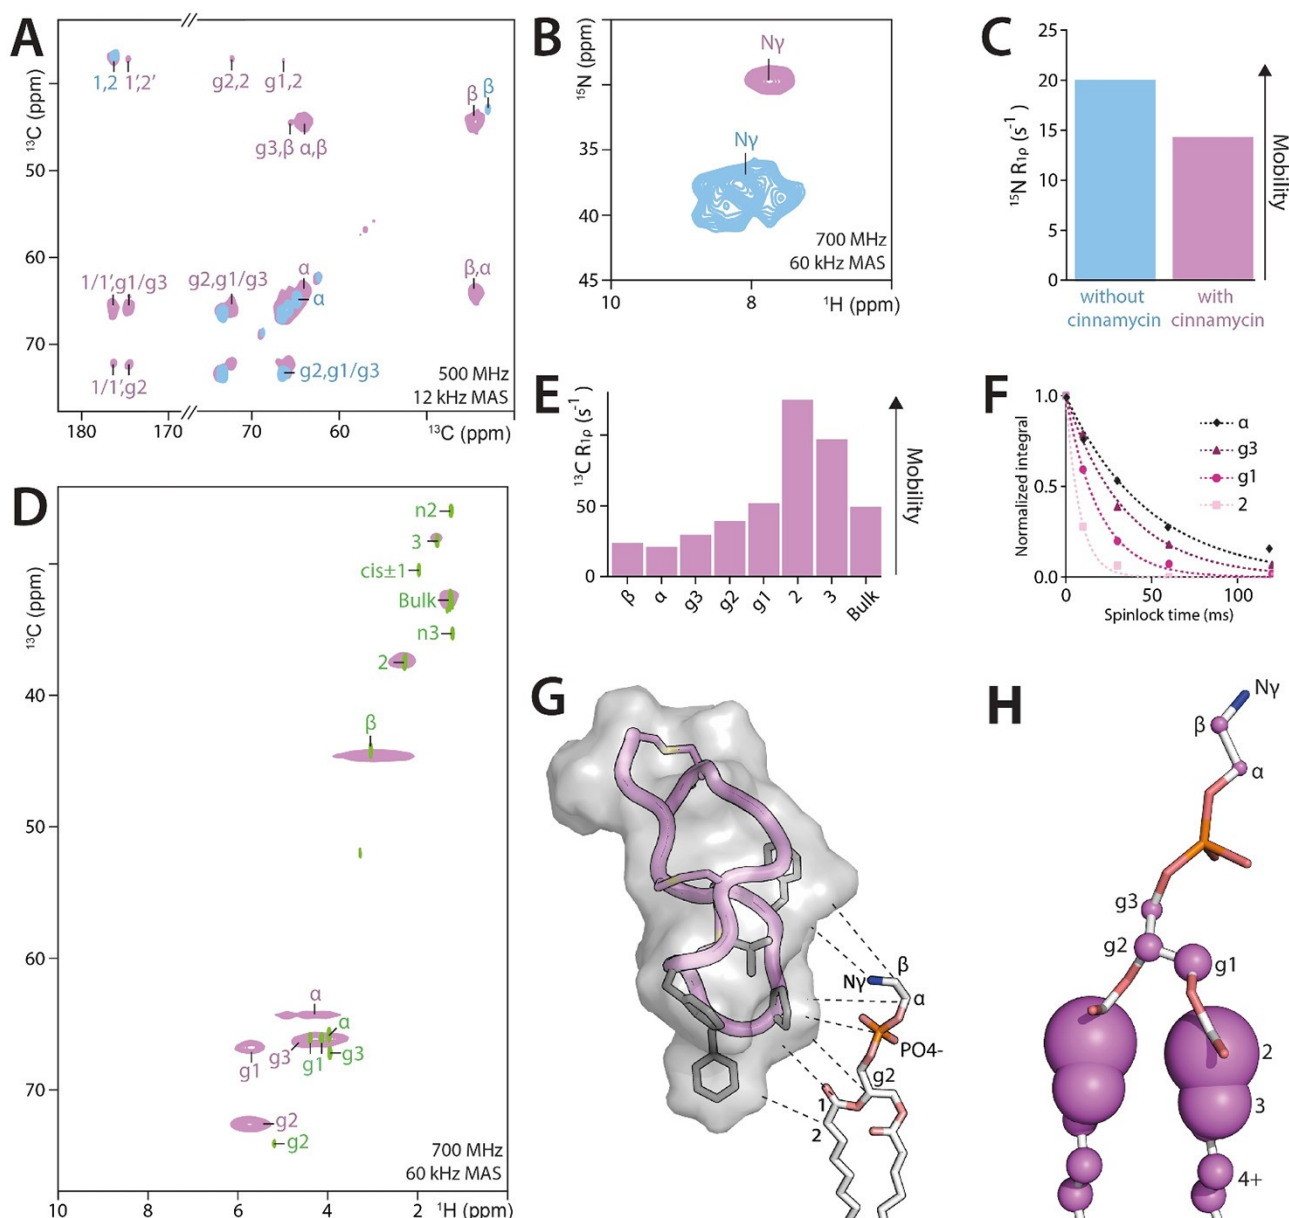 A
¹³C (ppm)
50
60
70
180
170
70
60
¹³C (ppm)
1,2
1',2'
g2,2
g1,2
β
β
g3,β
α,β
1/1',g1/g3
g2,g1/g3
α
β,α
α
1/1',g2
g2,g1/g3
500 MHz
12 kHz MAS
B
¹⁵N (ppm)
35
40
45
10
8
¹H (ppm)
Nγ
Nγ
700 MHz
60 kHz MAS
C
¹⁵N R₁ρ (s⁻¹)
25
20
15
10
5
0
without
cinnamycin
with
cinnamycin
Mobility
D
¹³C (ppm)
40
50
60
70
10
8
6
4
2
¹H (ppm)
n2
3
cis±1
Bulk
n3
2
β
α
α
g1
g3
g1
g3
g2
g2
700 MHz
60 kHz MAS
E
¹³C R₁ρ (s⁻¹)
50
0
β
α
g3
g2
g1
2
3
Bulk
Mobility
F
Normalized integral
1.0
0.5
0.0
0
50
100
Spinlock time (ms)
α
g3
g1
2
G
β
Nγ
α
PO4-
g2
1
2
H
Nγ
β
α
g3
g2
g1
2
3
4+